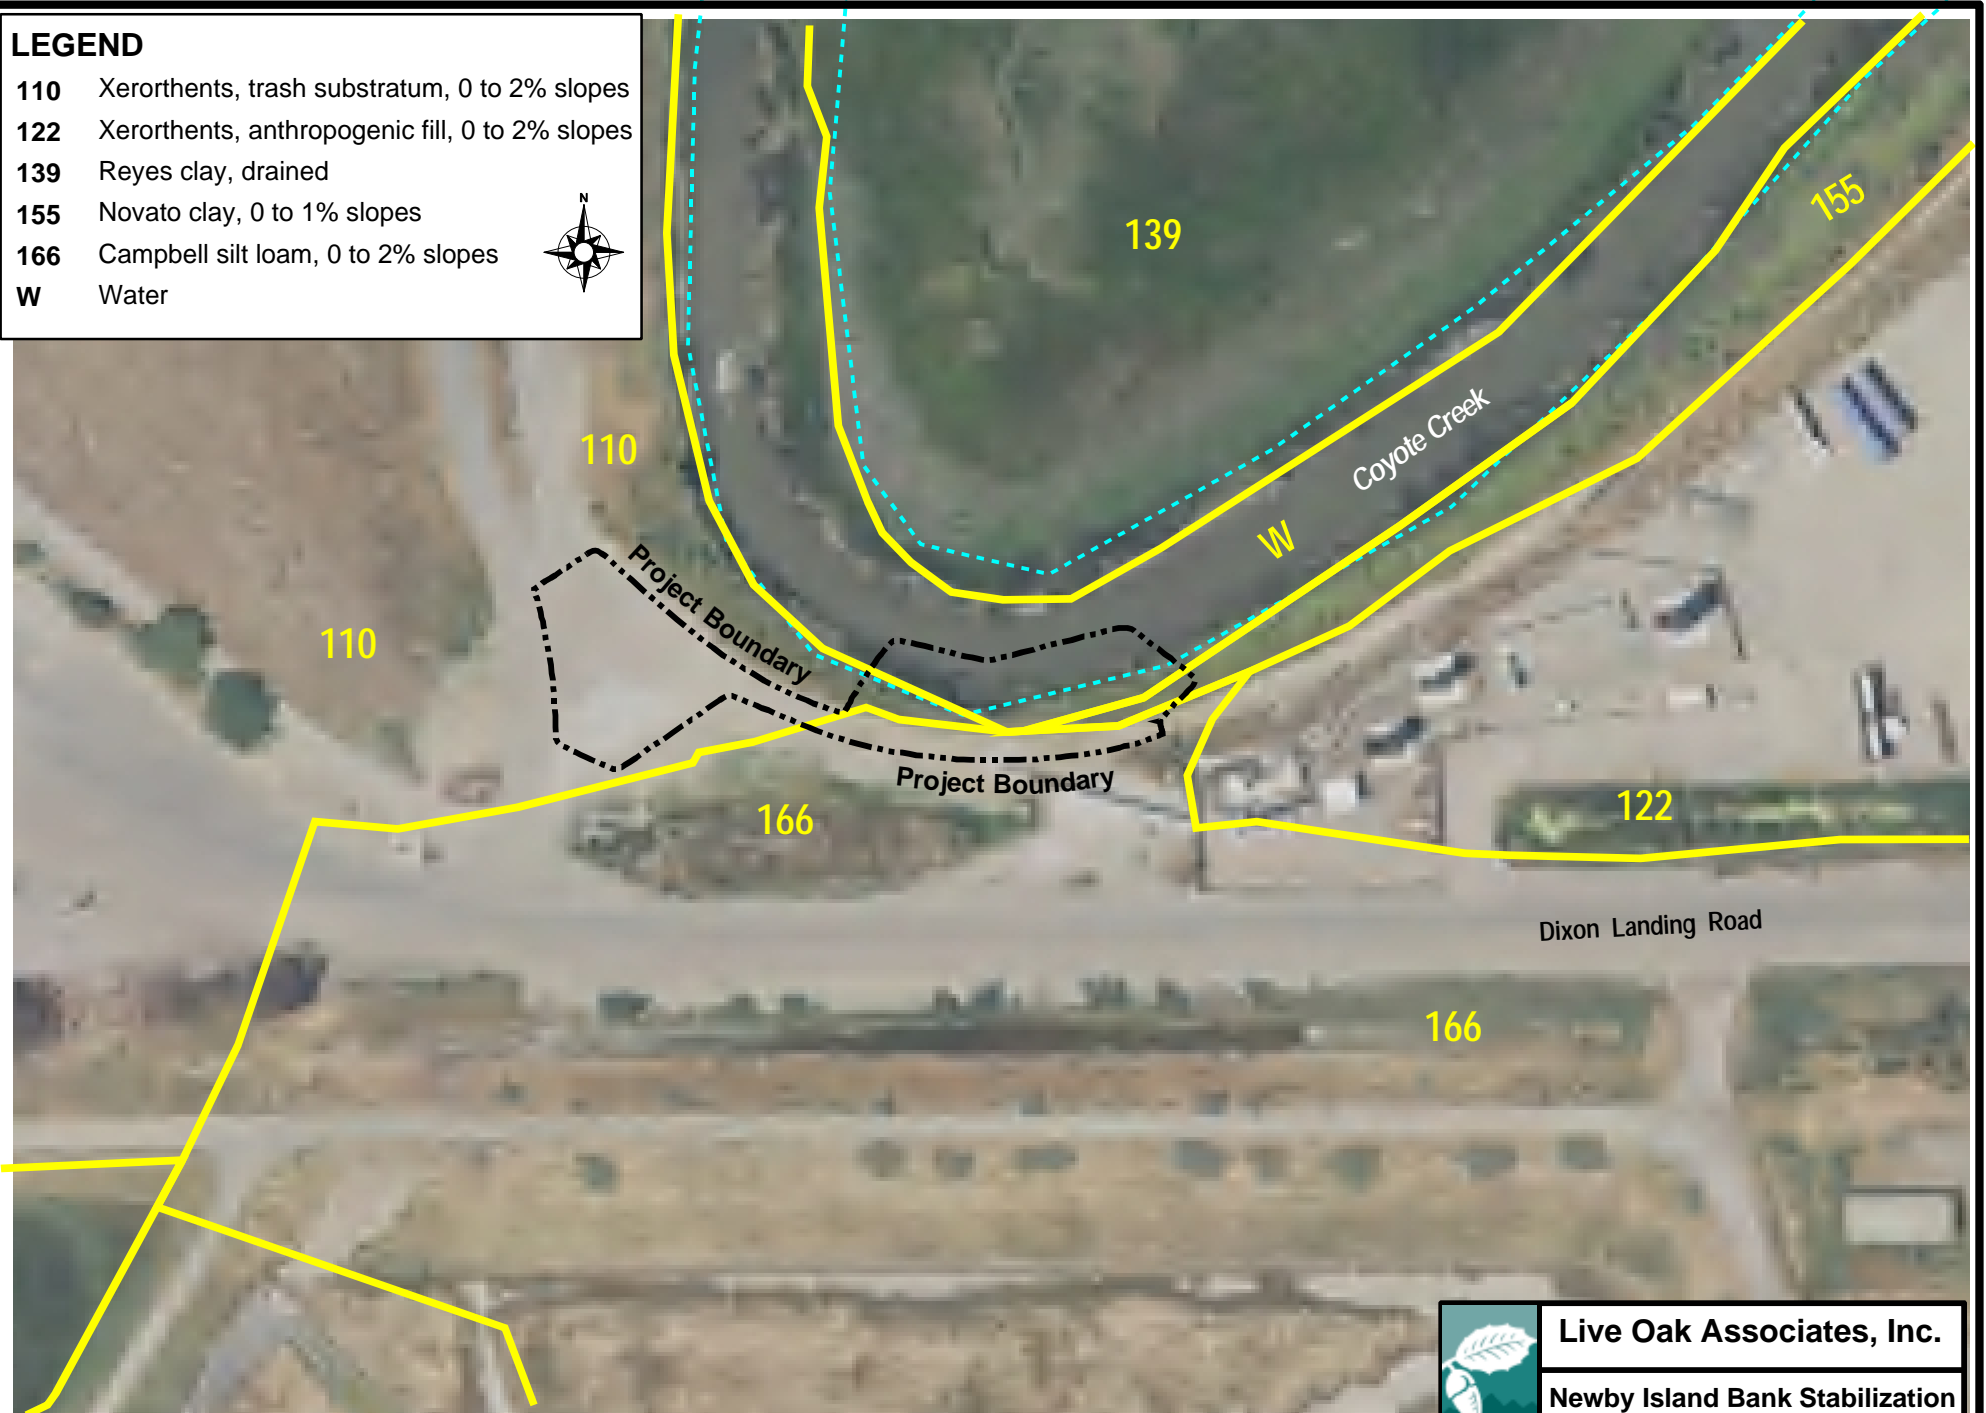 LEGEND
110 Xerorthents, trash substratum, 0 to 2% slopes
122 Xerorthents, anthropogenic fill, 0 to 2% slopes
139 Reyes clay, drained
155 Novato clay, 0 to 1% slopes
166 Campbell silt loam, 0 to 2% slopes
W Water
N
139
155
110
Coyote Creek
W
110
Project Boundary
Project Boundary
166
122
Dixon Landing Road
166
Live Oak Associates, Inc.
Newby Island Bank Stabilization